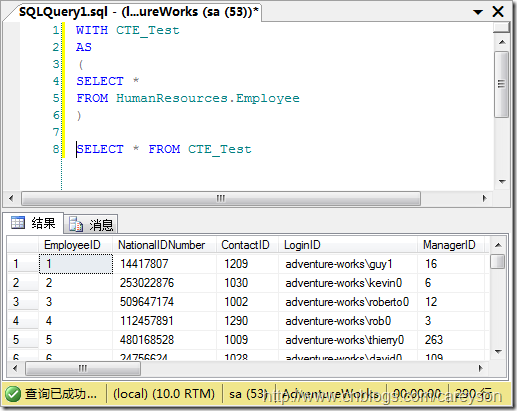 SQLQuery1.sql - (l...ureWorks (sa (53))*
1 WITH CTE_Test
2 AS
3 (
4 SELECT *
5 FROM HumanResources.Employee
6 )
7
8 SELECT * FROM CTE_Test
结果 消息
EmployeeID NationalIDNumber ContactID LoginID ManagerID
1 1 14417807 1209 adventure-works\guy1 16
2 2 253022876 1030 adventure-works\kevin0 6
3 3 509647174 1002 adventure-works\roberto0 12
4 4 112457891 1290 adventure-works\rob0 3
5 5 480168528 1009 adventure-works\thierry0 263
6 6 24756624 1028 adventure-works\david0 109
查询已成功... (local) (10.0 RTM) sa (53) AdventureWorks 00:00:00 290 行
http://www.cnblogs.com/careyson